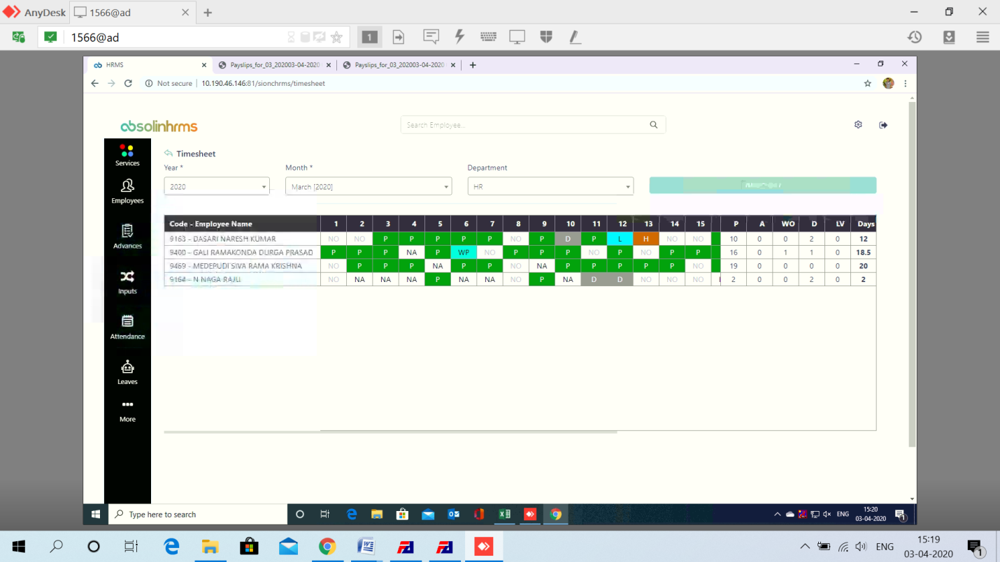 AnyDesk 1566@ad
1566@ad 1
HRMS Payslips_for_03_202003-04-2020 Payslips_for_03_202003-04-2020
Not secure 10.190.46.146:81/sionchrms/timesheet
absolinhrms Search Employee...
Services
Employees
Advances
Inputs
Attendance
Leaves
More
Timesheet
Year * Month * Department
2020 March [2020] HR
Code - Employee Name 1 2 3 4 5 6 7 8 9 10 11 12 13 14 15 P A WO D LV Days
9163 - DASARI NARESH KUMAR NO NO P P P P P NO P D P L H NO NO 10 0 0 2 0 12
9400 - GALI RAMAKONDA DURGA PRASAD P P P NA P WP NO P P P NO P NO P P 16 0 1 1 0 18.5
9469 - MEDEPUDI SIVA RAMA KRISHNA NO P P P NA P P NO NA P P P P P NO 19 0 0 0 0 20
9164 - N NAGA RAJU NO NA NA NA P NA NA NO P NA D D NO NO NO 2 0 0 2 0 2
Type here to search ENG 15:20
03-04-2020 1
ENG 15:19
03-04-2020 1